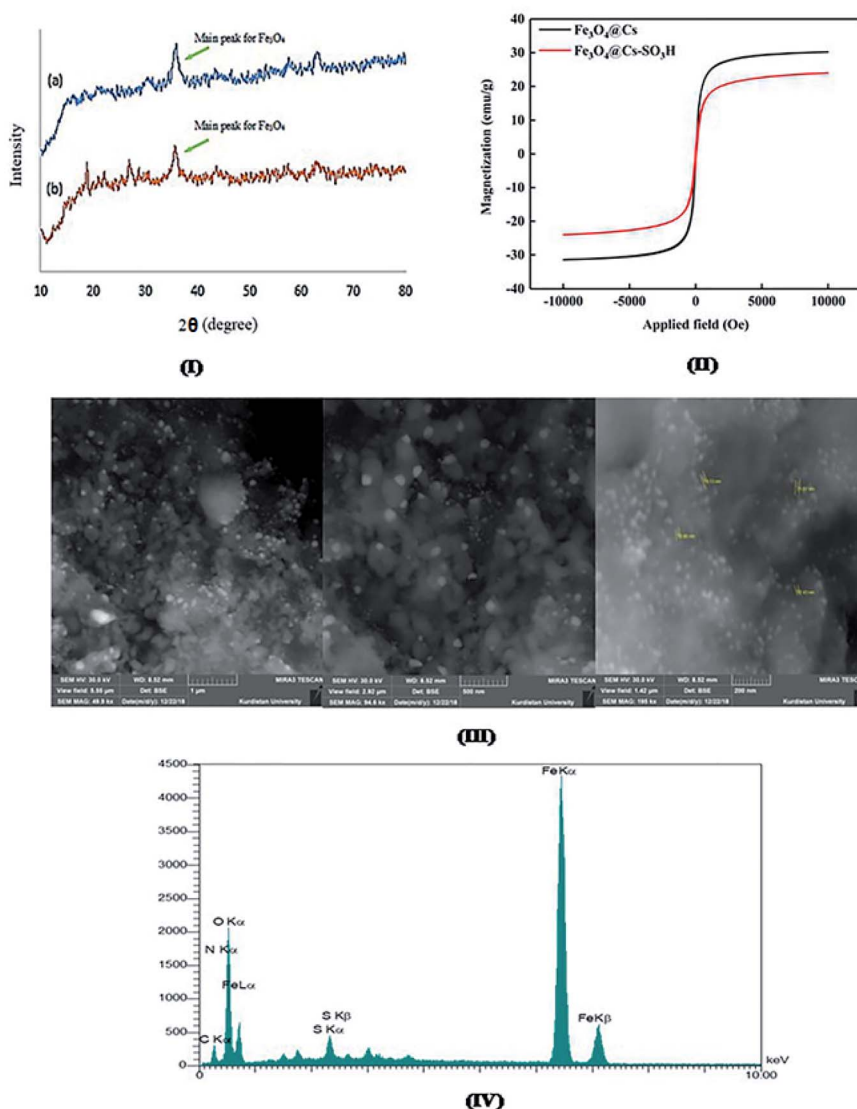 Main peak for Fe₃O₄
(a)
Main peak for Fe₃O₄
(b)
Intensity
10 20 30 40 50 60 70 80
2θ (degree)
(I)
Fe₃O₄@Cs
Fe₃O₄@Cs-SO₃H
40
30
20
10
0
-10
-20
-30
-40
Magnetization (emu/g)
-10000 -5000 0 5000 10000
Applied field (Oe)
(II)
SEM HV: 30.0 kV WD: 8.52 mm MIRA3 TESCAN
View field: 5.55 µm Det: BSE 1 µm
SEM MAG: 49.9 kx Date(m/d/y): 12/22/18 Kurdistan University
SEM HV: 30.0 kV WD: 8.52 mm MIRA3 TESCAN
View field: 2.92 µm Det: BSE 500 nm
SEM MAG: 94.8 kx Date(m/d/y): 12/22/18 Kurdistan University
SEM HV: 30.0 kV WD: 8.52 mm MIRA3 TESCAN
View field: 1.42 µm Det: BSE 200 nm
SEM MAG: 195 kx Date(m/d/y): 12/22/18 Kurdistan University
(III)
4500
4000
3500
3000
2500
2000
1500
1000
500
0
FeKα
O Kα
N Kα
FeLα
S Kβ
S Kα
C Kα
FeKβ
keV
0 10.00
(IV)